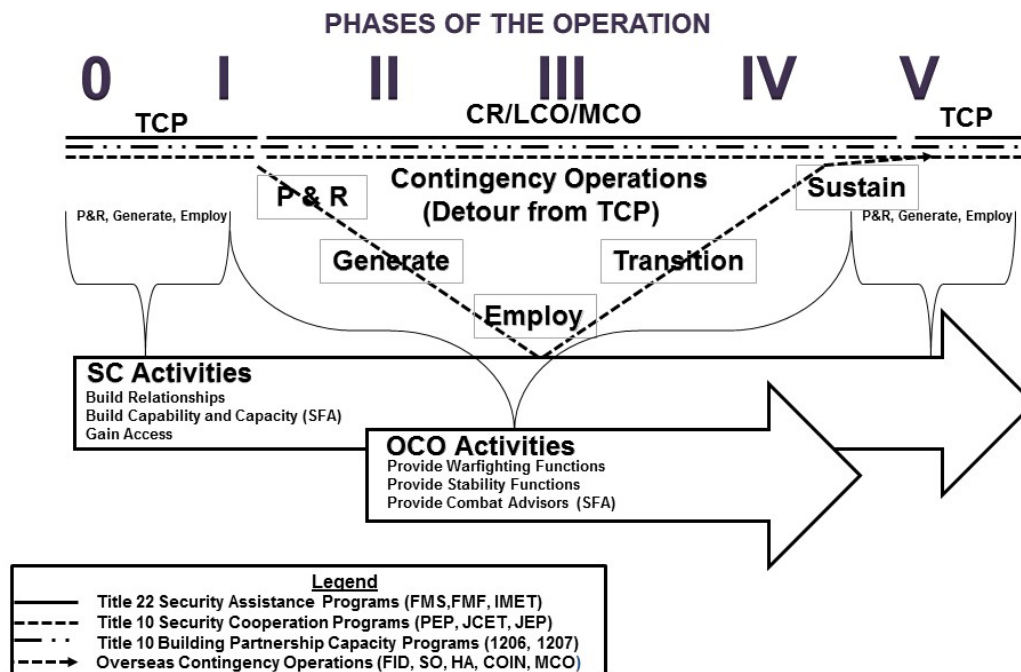 PHASES OF THE OPERATION
0 I II III IV V
TCP CR/LCO/MCO TCP
Contingency Operations
(Detour from TCP)
P & R
Sustain
P&R, Generate, Employ
P&R, Generate, Employ
Generate
Transition
Employ
SC Activities
Build Relationships
Build Capability and Capacity (SFA)
Gain Access
OCO Activities
Provide Warfighting Functions
Provide Stability Functions
Provide Combat Advisors (SFA)
Legend
Title 22 Security Assistance Programs (FMS,FMF, IMET)
Title 10 Security Cooperation Programs (PEP, JCET, JEP)
Title 10 Building Partnership Capacity Programs (1206, 1207)
Overseas Contingency Operations (FID, SO, HA, COIN, MCO)